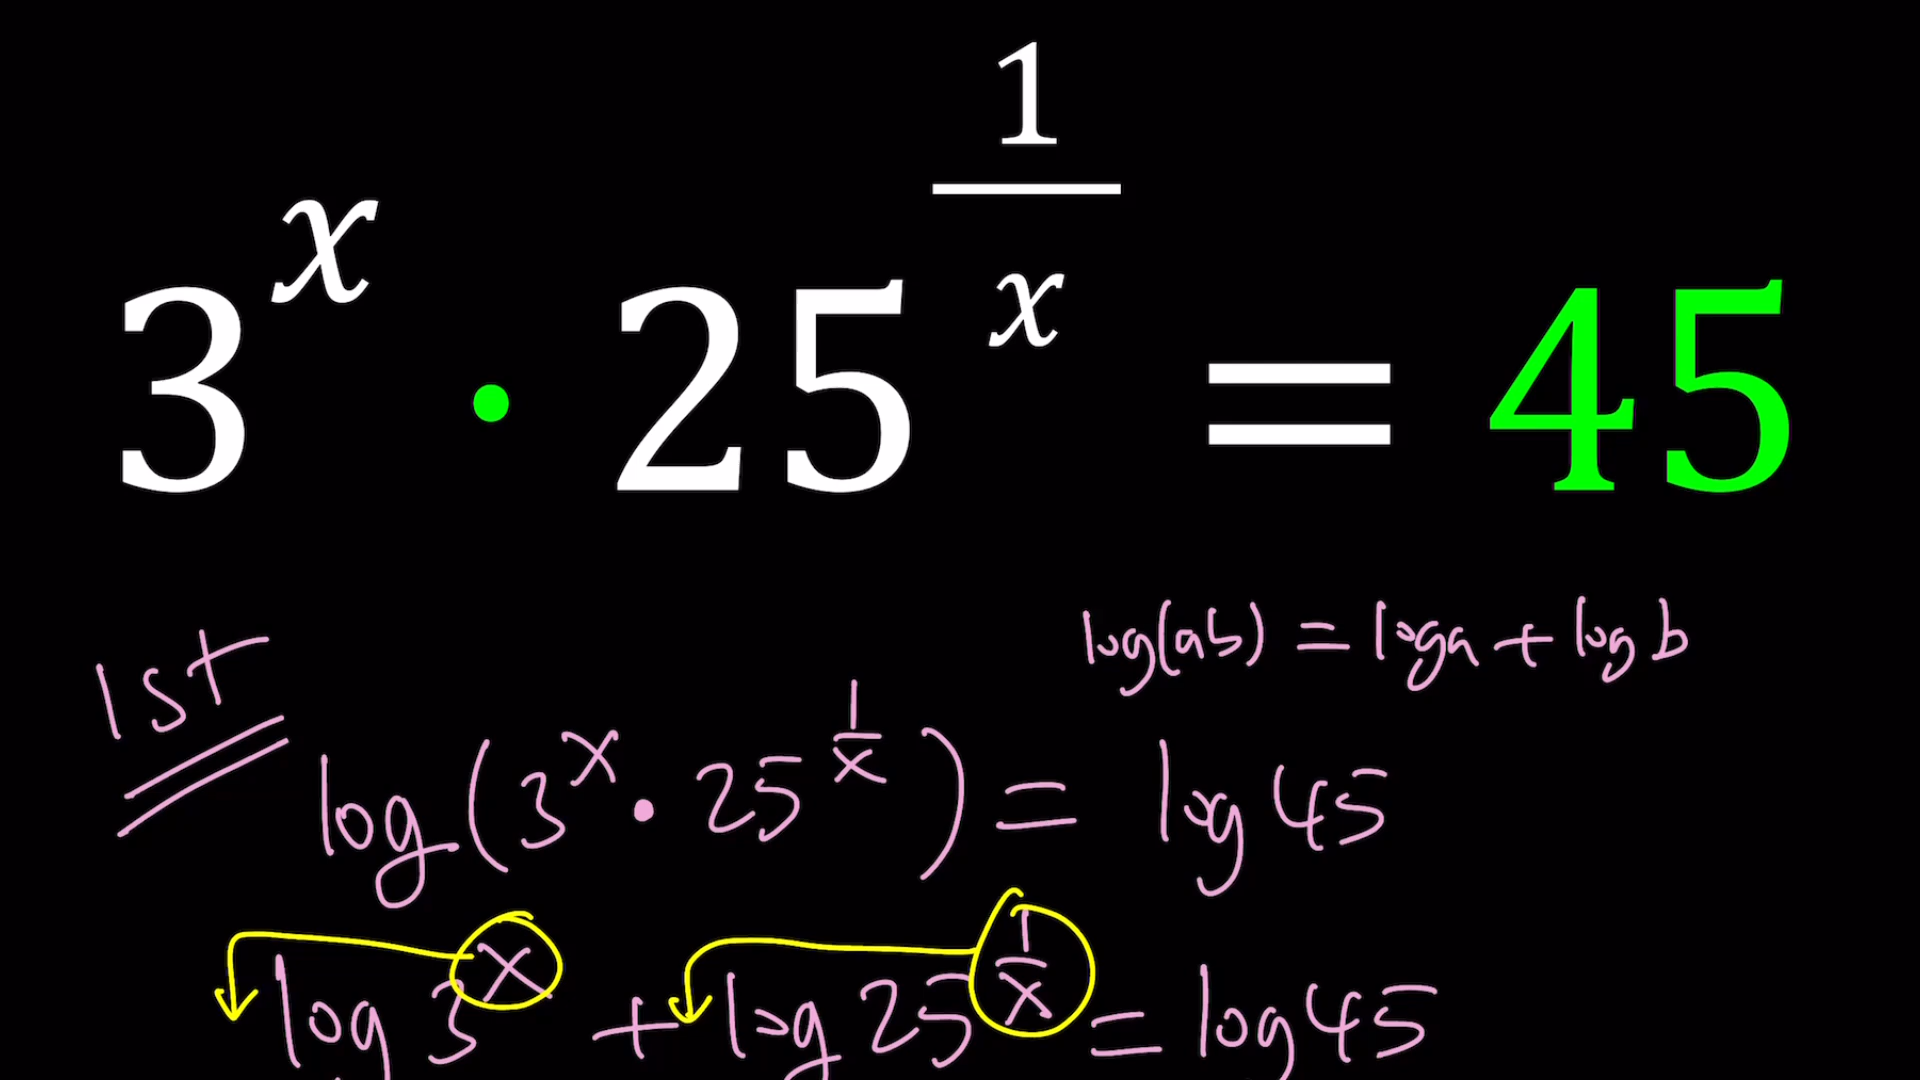 3^x · 25^(1/x) = 45
1st
log(ab) = log a + log b
log(3^x · 25^(1/x)) = log 45
log 3^x + log 25^(1/x) = log 45